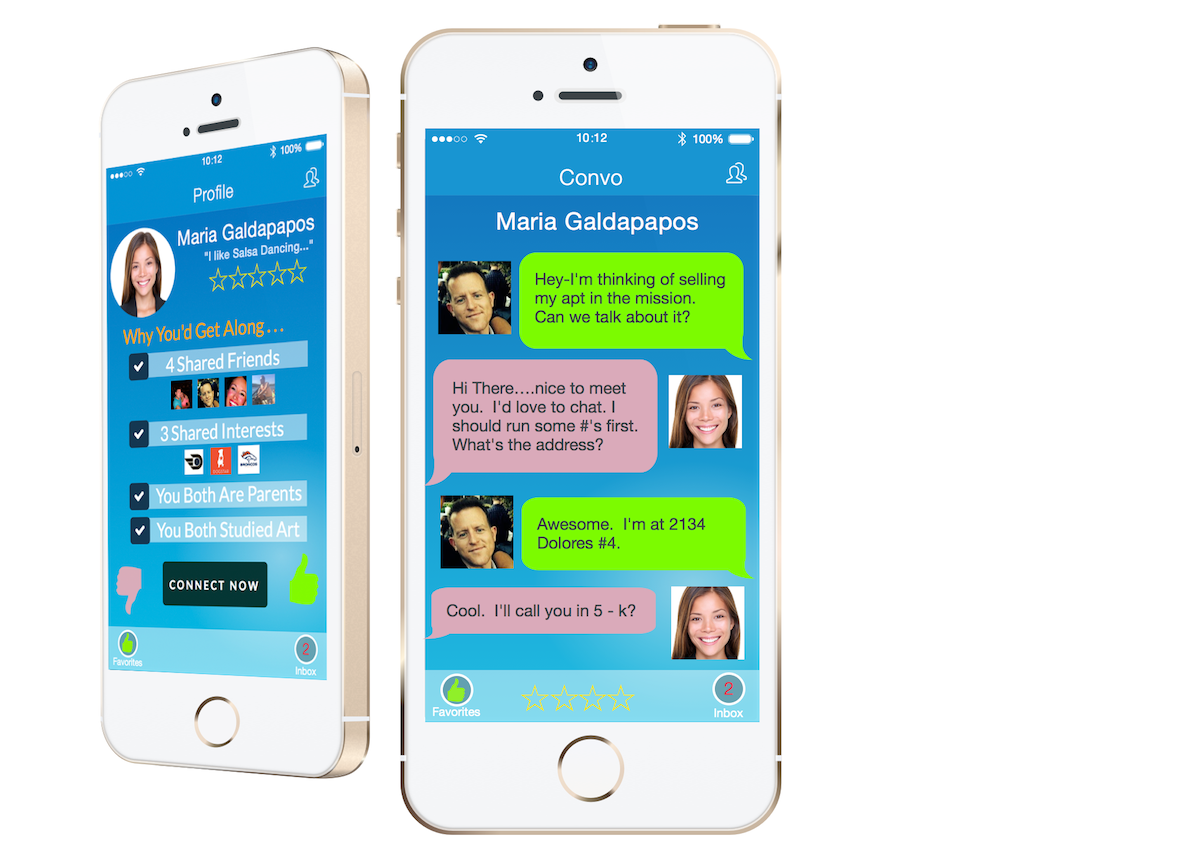 10:12
100%
Profile
Maria Galdapapos
"I like Salsa Dancing..."
Why You'd Get Along . . .
4 Shared Friends
3 Shared Interests
BRONCOS
You Both Are Parents
You Both Studied Art
CONNECT NOW
2
Favorites
Inbox
10:12
100%
Convo
Maria Galdapapos
Hey-I'm thinking of selling
my apt in the mission.
Can we talk about it?
Hi There....nice to meet
you.  I'd love to chat. I
should run some #'s first.
What's the address?
Awesome.  I'm at 2134
Dolores #4.
Cool.  I'll call you in 5 - k?
2
Favorites
Inbox